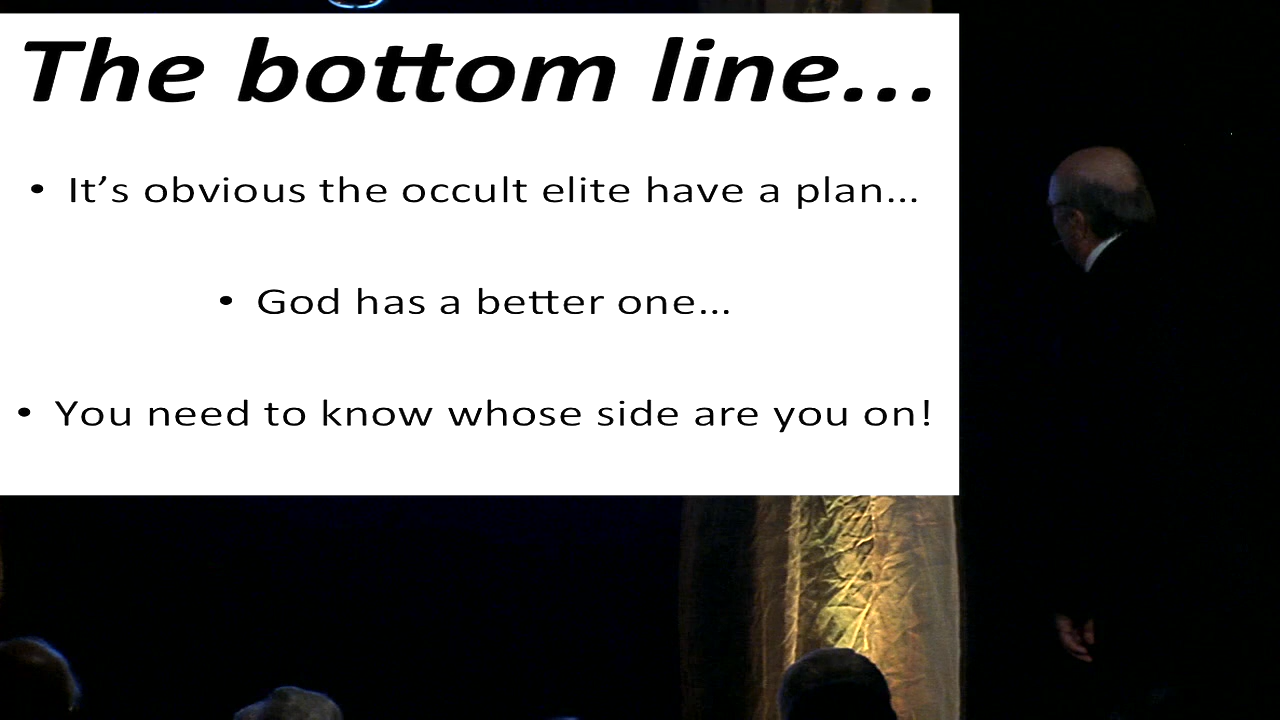 The bottom line...
• It's obvious the occult elite have a plan...
• God has a better one...
• You need to know whose side are you on!